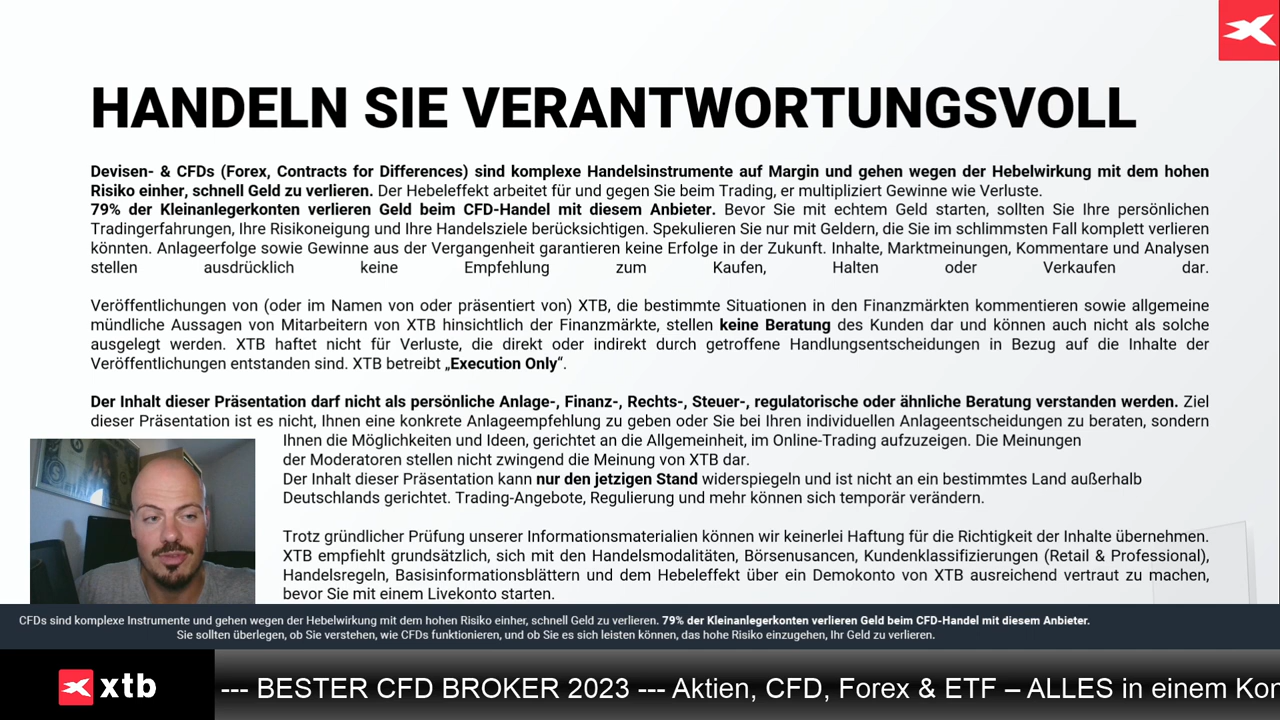 HANDELN SIE VERANTWORTUNGSVOLL
Devisen- & CFDs (Forex, Contracts for Differences) sind komplexe Handelsinstrumente auf Margin und gehen wegen der Hebelwirkung mit dem hohen
Risiko einher, schnell Geld zu verlieren. Der Hebeleffekt arbeitet für und gegen Sie beim Trading, er multipliziert Gewinne wie Verluste.
79% der Kleinanlegerkonten verlieren Geld beim CFD-Handel mit diesem Anbieter. Bevor Sie mit echtem Geld starten, sollten Sie Ihre persönlichen
Tradingerfahrungen, Ihre Risikoneigung und Ihre Handelsziele berücksichtigen. Spekulieren Sie nur mit Geldern, die Sie im schlimmsten Fall komplett verlieren
könnten. Anlageerfolge sowie Gewinne aus der Vergangenheit garantieren keine Erfolge in der Zukunft. Inhalte, Marktmeinungen, Kommentare und Analysen
stellen ausdrücklich keine Empfehlung zum Kaufen, Halten oder Verkaufen dar.
Veröffentlichungen von (oder im Namen von oder präsentiert von) XTB, die bestimmte Situationen in den Finanzmärkten kommentieren sowie allgemeine
mündliche Aussagen von Mitarbeitern von XTB hinsichtlich der Finanzmärkte, stellen keine Beratung des Kunden dar und können auch nicht als solche
ausgelegt werden. XTB haftet nicht für Verluste, die direkt oder indirekt durch getroffene Handlungsentscheidungen in Bezug auf die Inhalte der
Veröffentlichungen entstanden sind. XTB betreibt „Execution Only“.
Der Inhalt dieser Präsentation darf nicht als persönliche Anlage-, Finanz-, Rechts-, Steuer-, regulatorische oder ähnliche Beratung verstanden werden. Ziel
dieser Präsentation ist es nicht, Ihnen eine konkrete Anlageempfehlung zu geben oder Sie bei Ihren individuellen Anlageentscheidungen zu beraten, sondern
Ihnen die Möglichkeiten und Ideen, gerichtet an die Allgemeinheit, im Online-Trading aufzuzeigen. Die Meinungen
der Moderatoren stellen nicht zwingend die Meinung von XTB dar.
Der Inhalt dieser Präsentation kann nur den jetzigen Stand widerspiegeln und ist nicht an ein bestimmtes Land außerhalb
Deutschlands gerichtet. Trading-Angebote, Regulierung und mehr können sich temporär verändern.
Trotz gründlicher Prüfung unserer Informationsmaterialien können wir keinerlei Haftung für die Richtigkeit der Inhalte übernehmen.
XTB empfiehlt grundsätzlich, sich mit den Handelsmodalitäten, Börsenusancen, Kundenklassifizierungen (Retail & Professional),
Handelsregeln, Basisinformationsblättern und dem Hebeleffekt über ein Demokonto von XTB ausreichend vertraut zu machen,
bevor Sie mit einem Livekonto starten.
CFDs sind komplexe Instrumente und gehen wegen der Hebelwirkung mit dem hohen Risiko einher, schnell Geld zu verlieren. 79% der Kleinanlegerkonten verlieren Geld beim CFD-Handel mit diesem Anbieter.
Sie sollten überlegen, ob Sie verstehen, wie CFDs funktionieren, und ob Sie es sich leisten können, das hohe Risiko einzugehen, Ihr Geld zu verlieren.
xtb --- BESTER CFD BROKER 2023 --- Aktien, CFD, Forex & ETF – ALLES in einem Kon